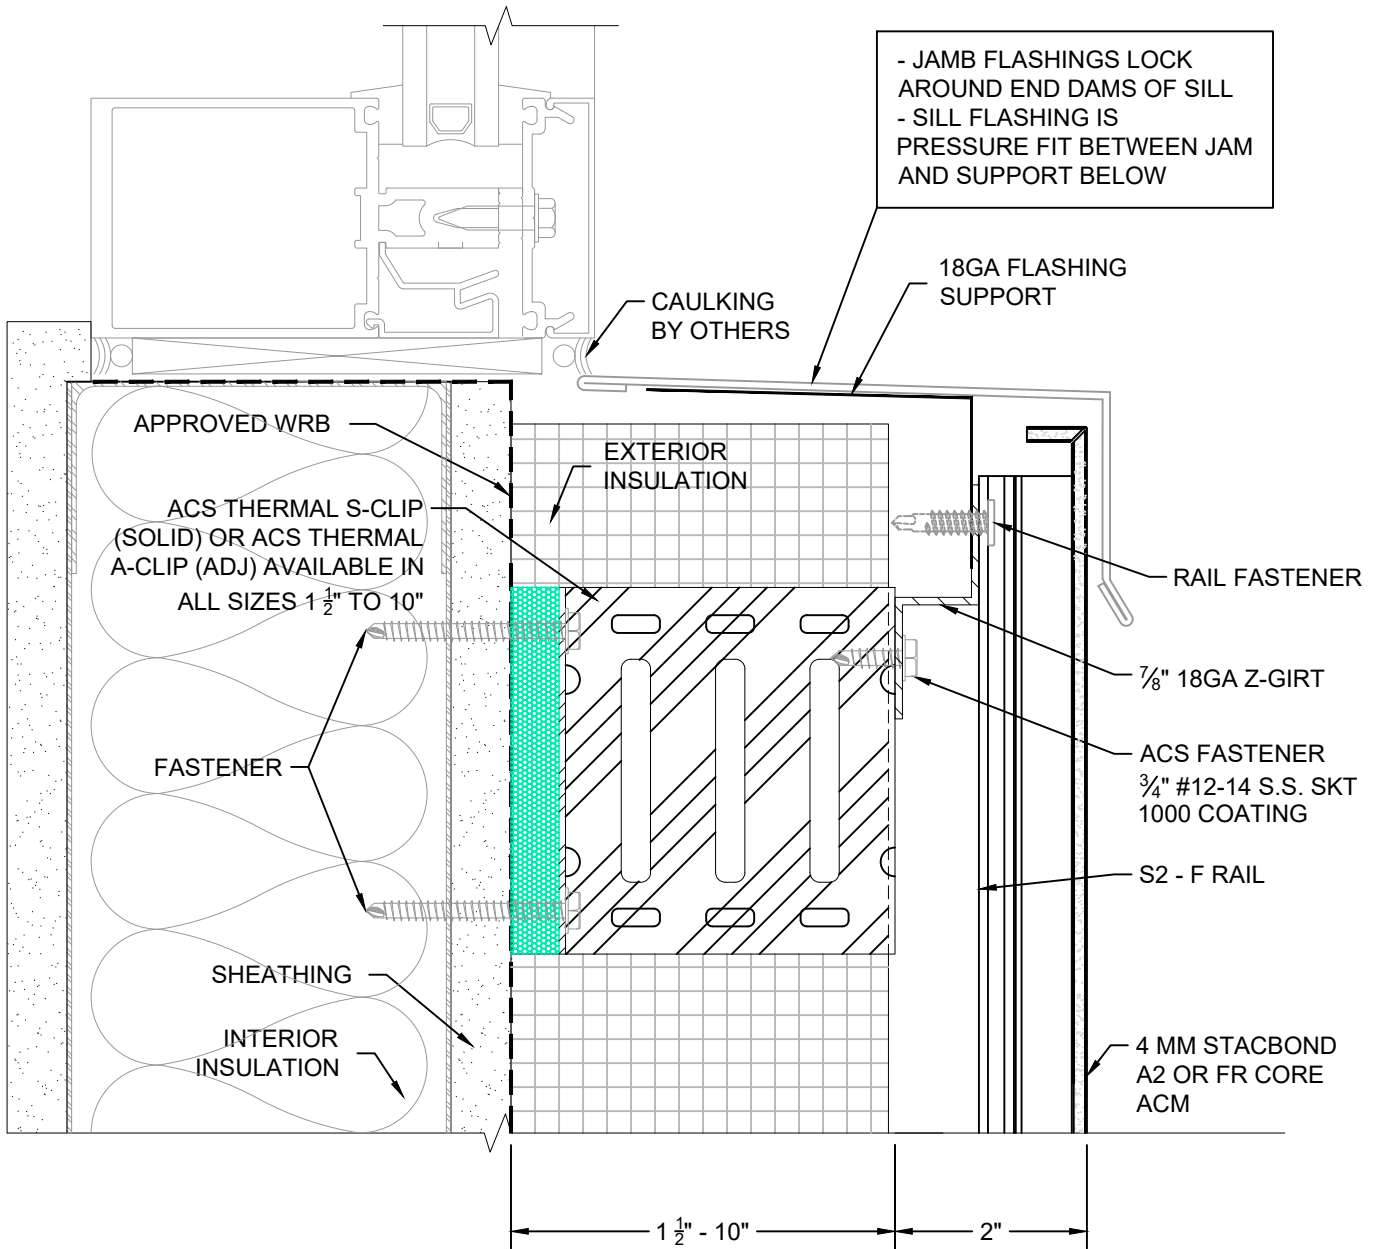 - JAMB FLASHINGS LOCK
AROUND END DAMS OF SILL
- SILL FLASHING IS
PRESSURE FIT BETWEEN JAM
AND SUPPORT BELOW
18GA FLASHING
SUPPORT
CAULKING
BY OTHERS
APPROVED WRB
EXTERIOR
INSULATION
ACS THERMAL S-CLIP
(SOLID) OR ACS THERMAL
A-CLIP (ADJ) AVAILABLE IN
ALL SIZES 1 1/2" TO 10"
RAIL FASTENER
7/8" 18GA Z-GIRT
FASTENER
ACS FASTENER
3/4" #12-14 S.S. SKT
1000 COATING
S2 - F RAIL
SHEATHING
INTERIOR
INSULATION
4 MM STACBOND
A2 OR FR CORE
ACM
1 1/2" - 10"
2"